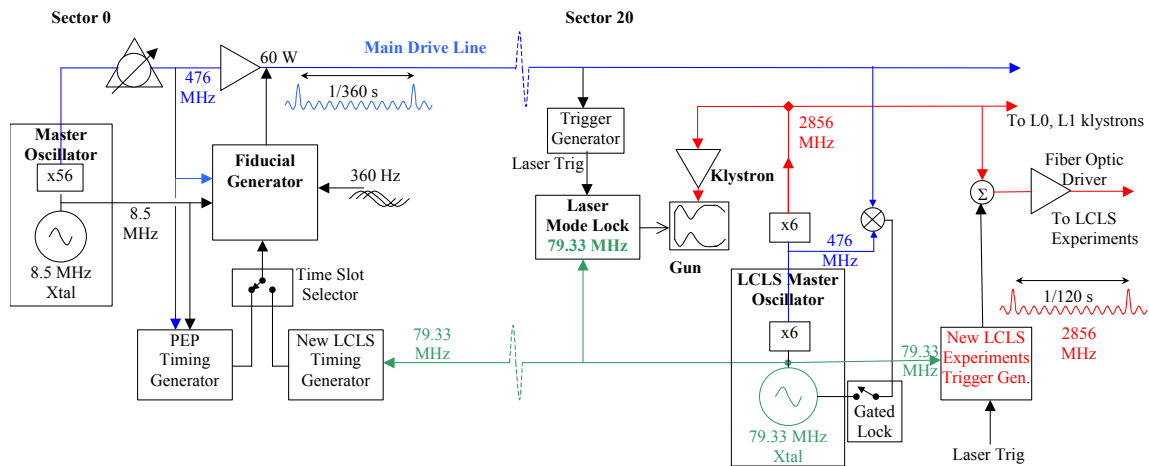 Sector 0
Sector 20
60 W
Main Drive Line
476
MHz
1/360 s
Master
Oscillator
x56
8.5 MHz
Xtal
8.5
MHz
Fiducial
Generator
360 Hz
Time Slot
Selector
PEP
Timing
Generator
New LCLS
Timing
Generator
79.33
MHz
Trigger
Generator
Laser Trig
Laser
Mode Lock
79.33 MHz
Klystron
Gun
2856
MHz
x6
476
MHz
LCLS Master
Oscillator
x6
79.33 MHz
Xtal
Gated
Lock
79.33
MHz
To L0, L1 klystrons
Fiber Optic
Driver
Σ
To LCLS
Experiments
1/120 s
2856
MHz
New LCLS
Experiments
Trigger Gen.
Laser Trig